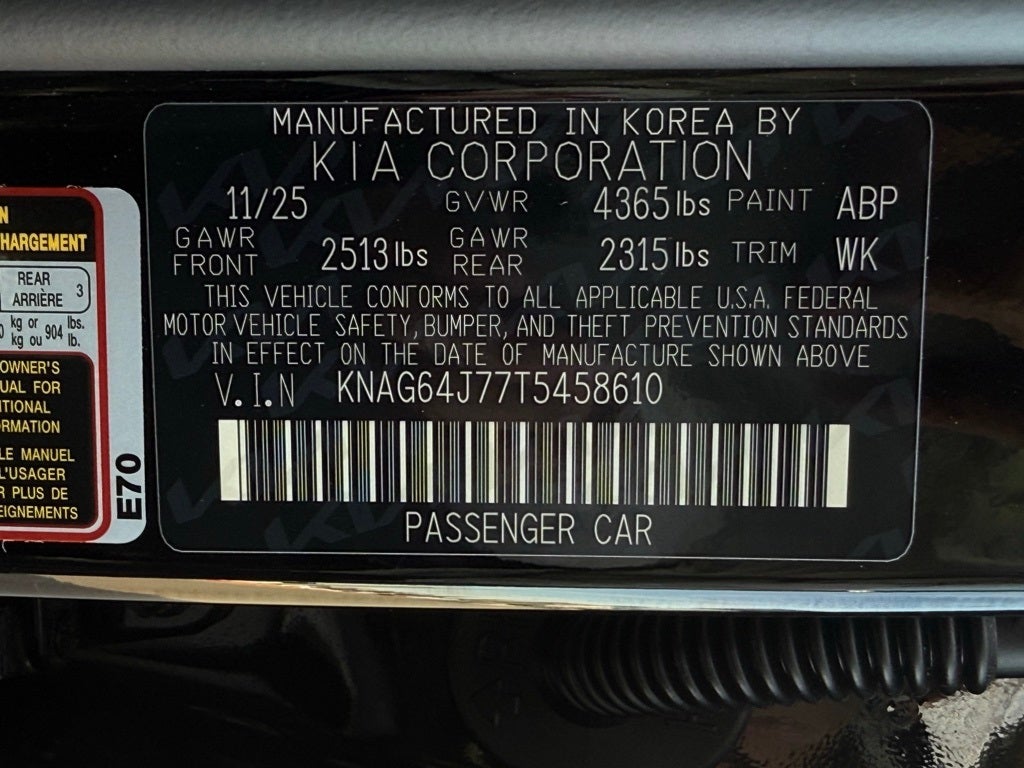 MANUFACTURED IN KOREA BY
KIA CORPORATION
11/25 GVWR 4365 lbs PAINT ABP
GAWR FRONT 2513 lbs GAWR REAR 2315 lbs TRIM WK
THIS VEHICLE CONFORMS TO ALL APPLICABLE U.S.A. FEDERAL
MOTOR VEHICLE SAFETY, BUMPER, AND THEFT PREVENTION STANDARDS
IN EFFECT ON THE DATE OF MANUFACTURE SHOWN ABOVE
V.I.N KNAG64J77T5458610
PASSENGER CAR
N
HARGEMENT
REAR
ARRIÈRE 3
kg or 904 lbs.
kg ou lb.
OWNER'S
UAL FOR
ITIONAL
RMATION
LE MANUEL
L'USAGER
R PLUS DE
EIGNEMENTS
E70